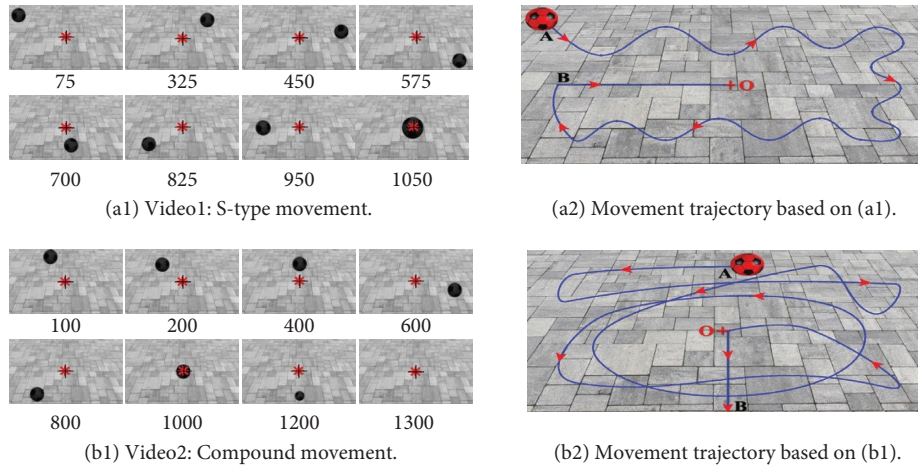 75 325 450 575
700 825 950 1050
(a1) Video1: S-type movement.
A
B
+O
(a2) Movement trajectory based on (a1).
100 200 400 600
800 1000 1200 1300
(b1) Video2: Compound movement.
A
O+
B
(b2) Movement trajectory based on (b1).